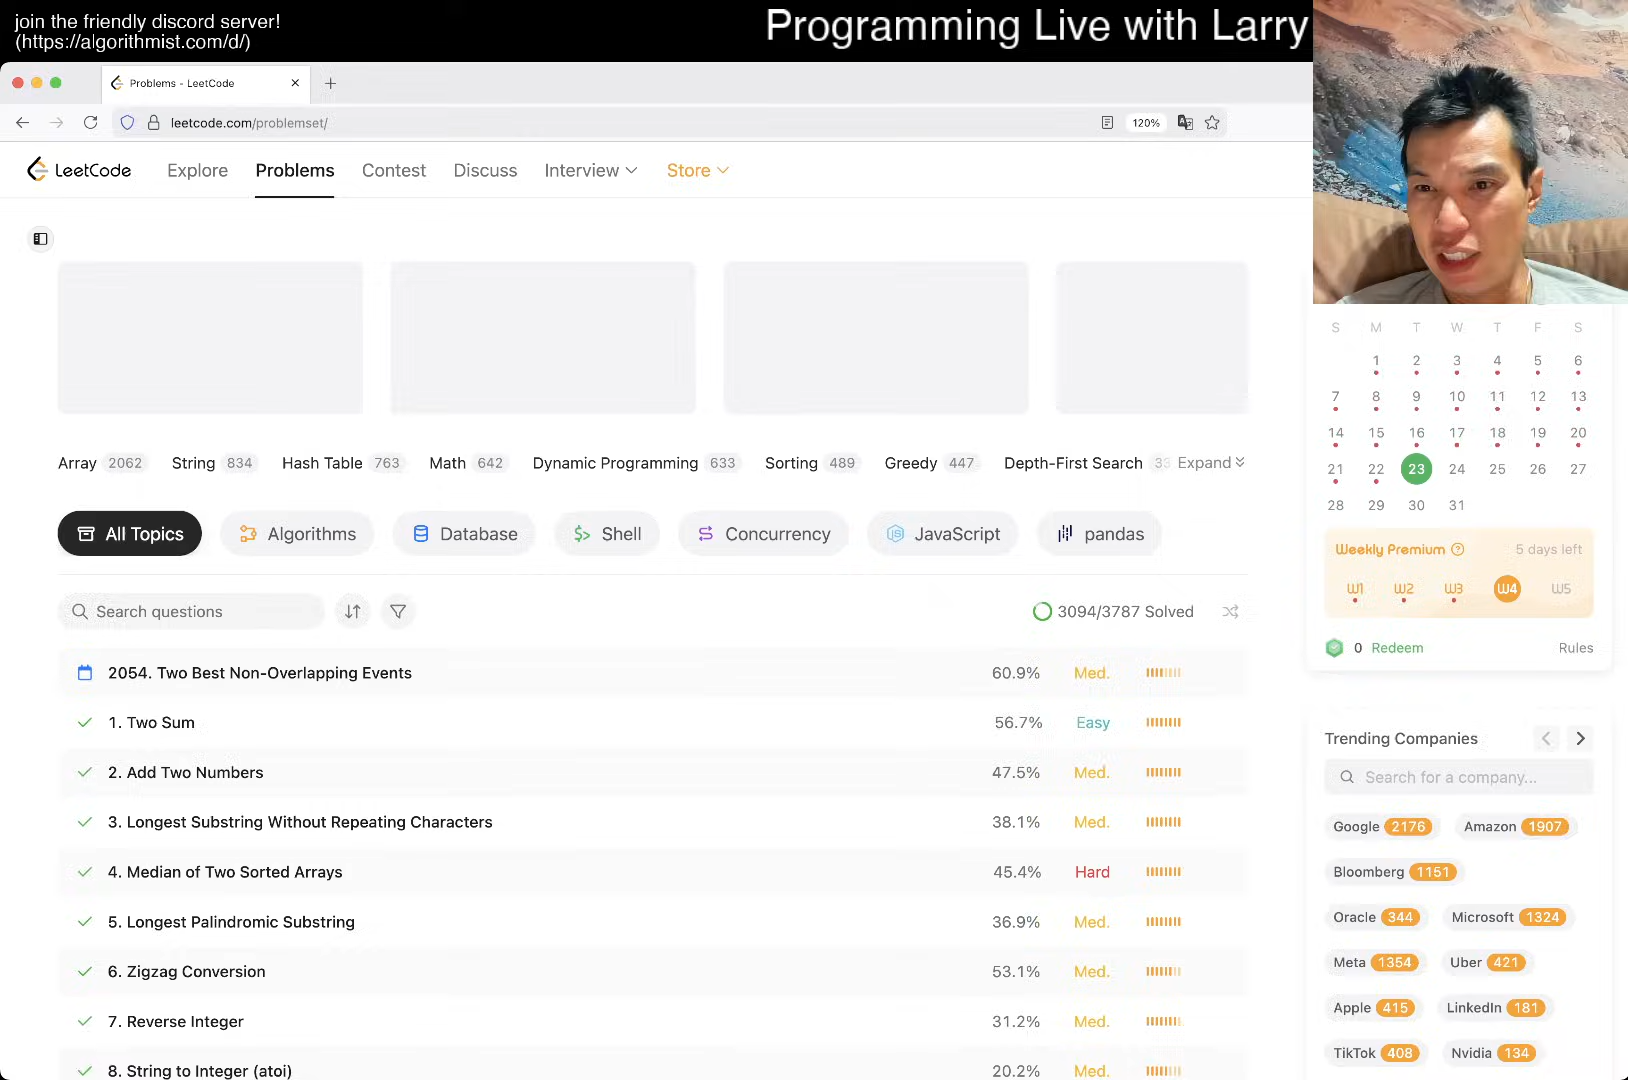 join the friendly discord server!
(https://algorithmist.com/d/)
Programming Live with Larry
Problems - LeetCode
leetcode.com/problemset/
120%
LeetCode
Explore
Problems
Contest
Discuss
Interview
Store
Array 2062
String 834
Hash Table 763
Math 642
Dynamic Programming 633
Sorting 489
Greedy 447
Depth-First Search
Expand
All Topics
Algorithms
Database
Shell
Concurrency
JavaScript
pandas
Search questions
3094/3787 Solved
2054. Two Best Non-Overlapping Events 60.9% Med.
1. Two Sum 56.7% Easy
2. Add Two Numbers 47.5% Med.
3. Longest Substring Without Repeating Characters 38.1% Med.
4. Median of Two Sorted Arrays 45.4% Hard
5. Longest Palindromic Substring 36.9% Med.
6. Zigzag Conversion 53.1% Med.
7. Reverse Integer 31.2% Med.
8. String to Integer (atoi) 20.2% Med.
S M T W T F S
1 2 3 4 5 6
7 8 9 10 11 12 13
14 15 16 17 18 19 20
21 22 23 24 25 26 27
28 29 30 31
Weekly Premium ? 5 days left
W1 W2 W3 W4 W5
0 Redeem Rules
Trending Companies
Search for a company...
Google 2176 Amazon 1907
Bloomberg 1151
Oracle 344 Microsoft 1324
Meta 1354 Uber 421
Apple 415 LinkedIn 181
TikTok 408 Nvidia 134